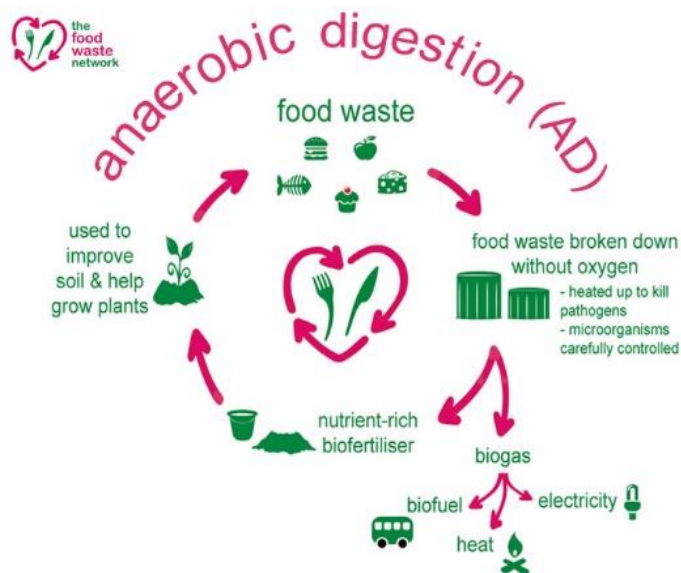 the
food
waste
network
anaerobic digestion (AD)
food waste
food waste broken down
without oxygen
- heated up to kill
pathogens
- microorganisms
carefully controlled
biogas
biofuel
electricity
heat
nutrient-rich
biofertiliser
used to
improve
soil & help
grow plants